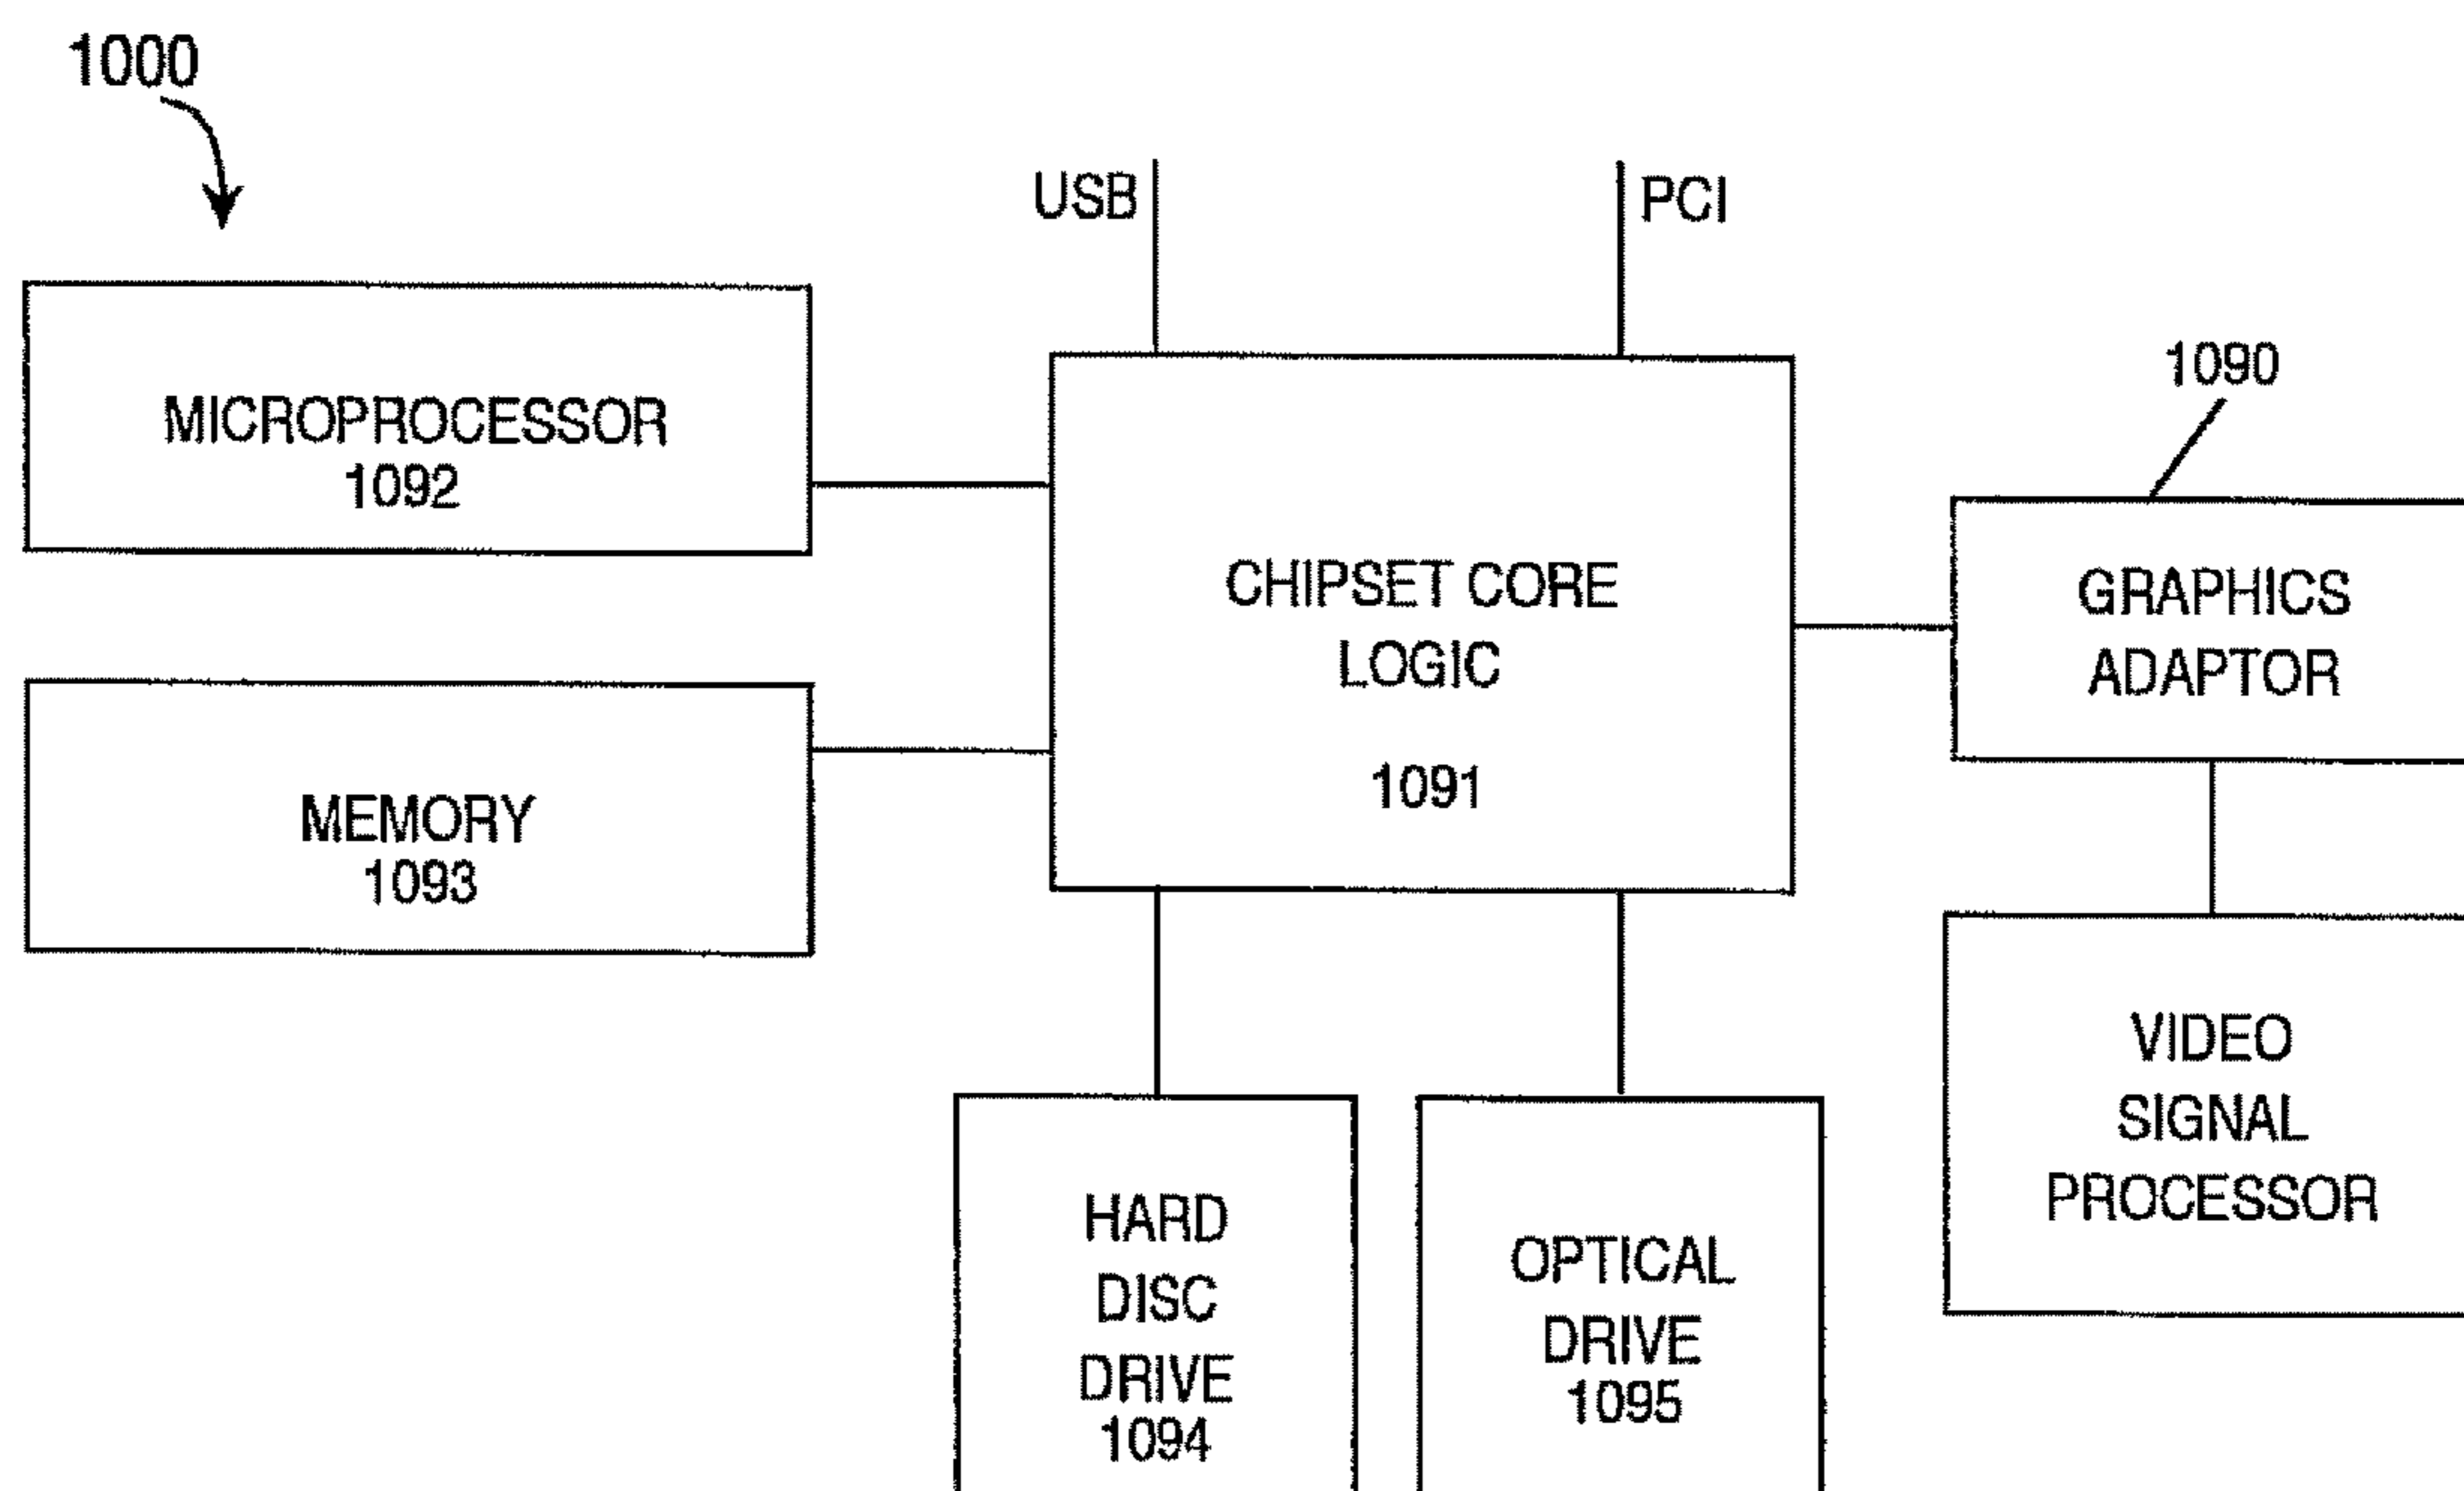 1000
USB
PCI
MICROPROCESSOR
1092
MEMORY
1093
CHIPSET CORE
LOGIC
1091
1090
GRAPHICS
ADAPTOR
VIDEO
SIGNAL
PROCESSOR
HARD
DISC
DRIVE
1094
OPTICAL
DRIVE
1095